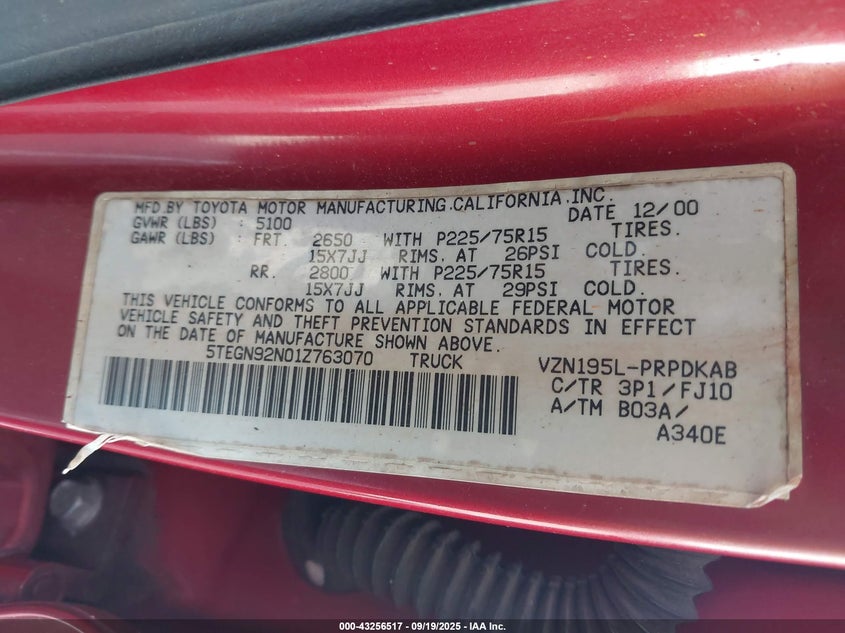 MFD.BY TOYOTA MOTOR MANUFACTURING.CALIFORNIA.INC.
GVWR (LBS) : 5100 DATE 12/00
GAWR (LBS) : FRT. 2650 WITH P225/75R15 TIRES.
15X7JJ RIMS. AT 26PSI COLD.
RR. 2800 WITH P225/75R15 TIRES.
15X7JJ RIMS. AT 29PSI COLD.
THIS VEHICLE CONFORMS TO ALL APPLICABLE FEDERAL MOTOR
VEHICLE SAFETY AND THEFT PREVENTION STANDARDS IN EFFECT
ON THE DATE OF MANUFACTURE SHOWN ABOVE.
5TEGN92N01Z763070 TRUCK VZN195L-PRPDKAB
C/TR 3P1/FJ10
A/TM B03A/
A340E
000-43256517 - 09/19/2025 - IAA Inc.